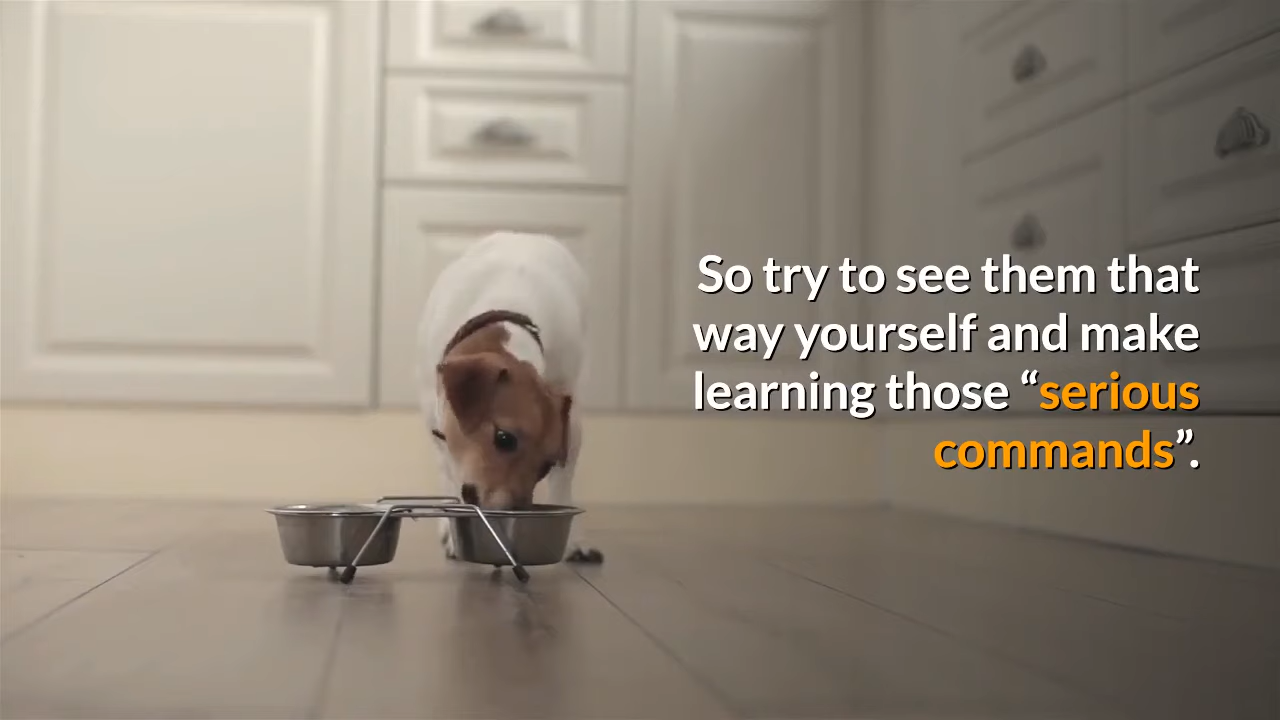 So try to see them that
way yourself and make
learning those “serious
commands”.